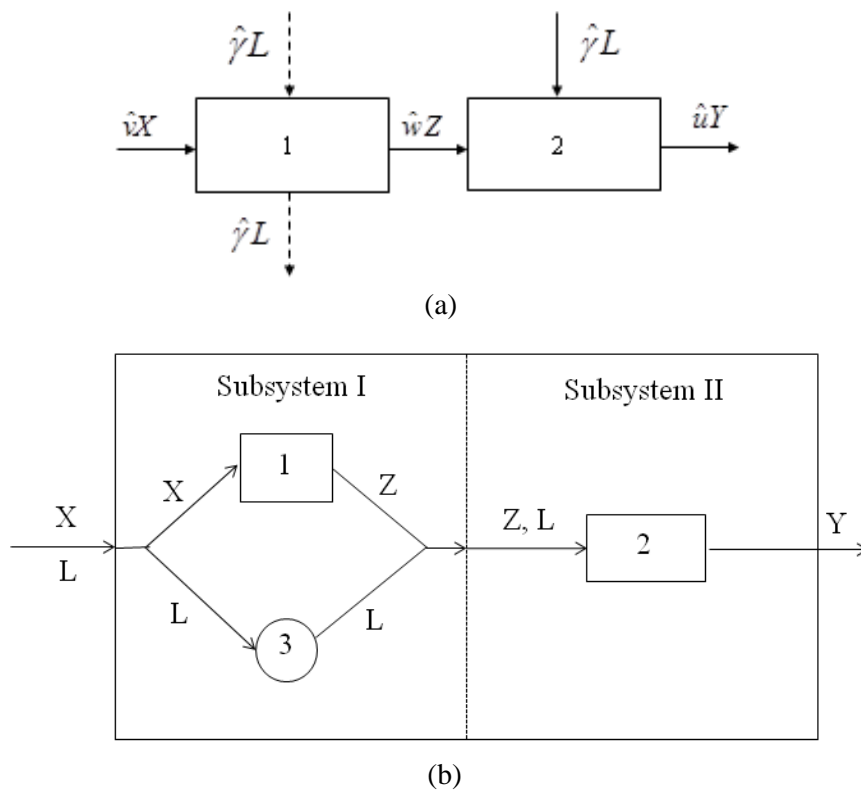 γ̂L γ̂L
v̂X 1 ŵZ 2 ûY
γ̂L
(a)
Subsystem I Subsystem II
1
X Z
X Z, L 2 Y
L
L 3 L
(b)